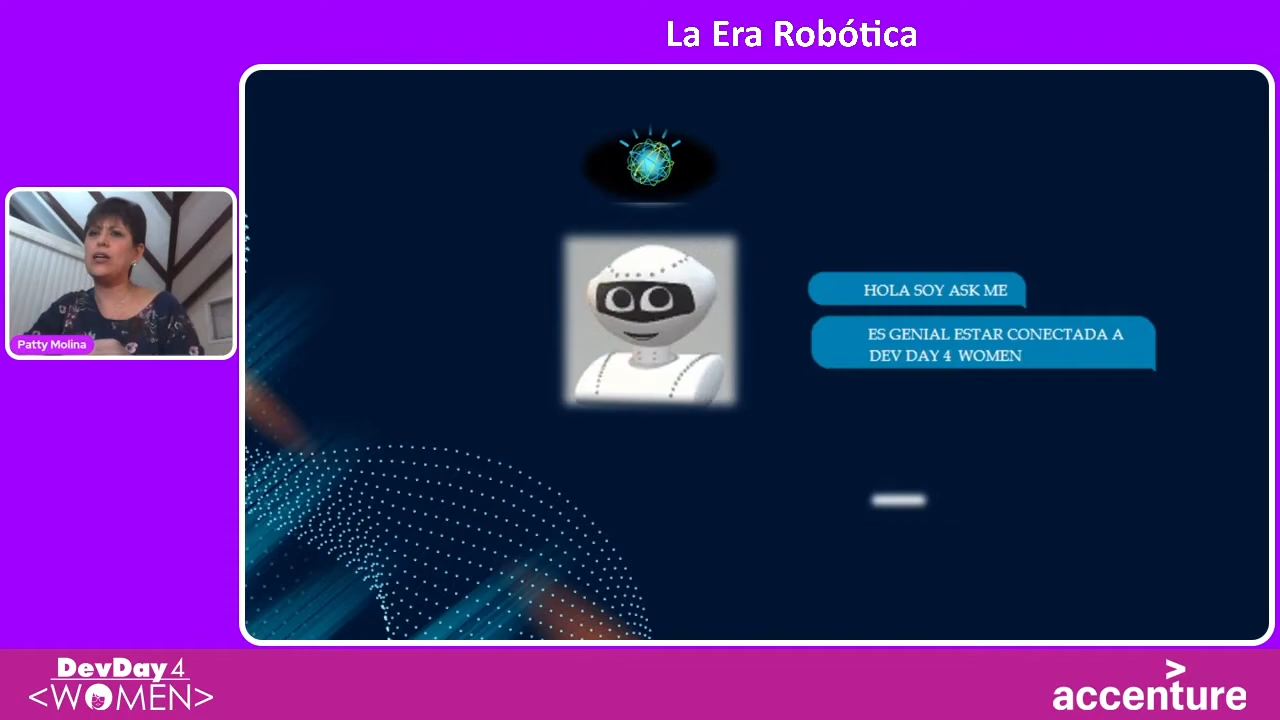 La Era Robótica
Patty Molina
HOLA SOY ASK ME
ES GENIAL ESTAR CONECTADA A
DEV DAY 4 WOMEN
DevDay 4
<WOMEN>
accenture